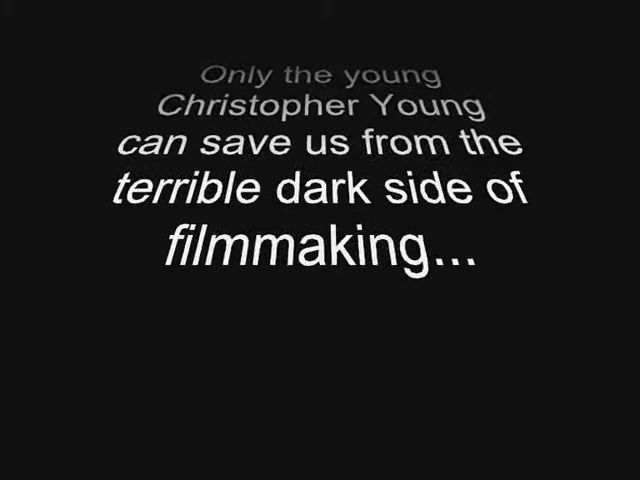 Only the young
Christopher Young
can save us from the
terrible dark side of
filmmaking...